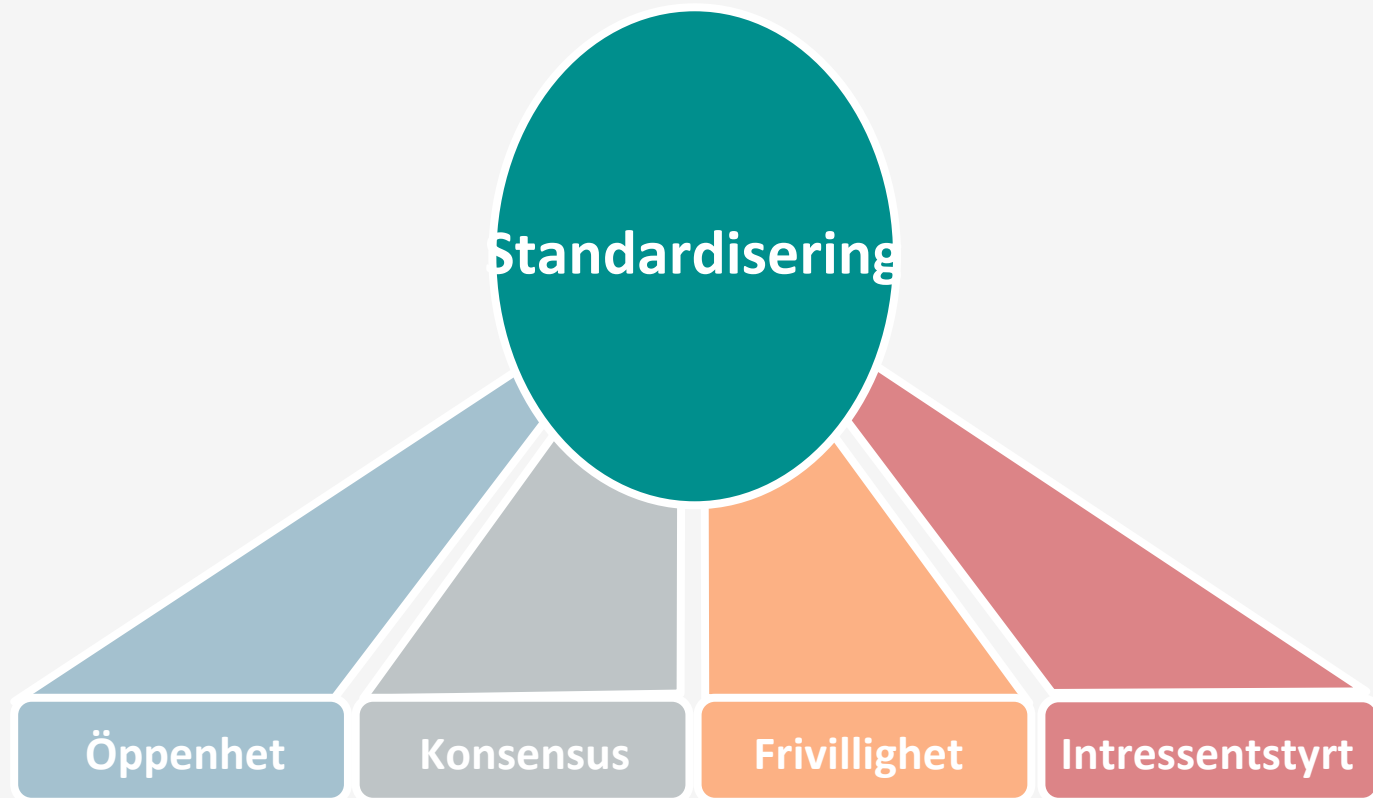 Standardisering
Öppenhet
Konsensus
Frivillighet
Intressentstyrt